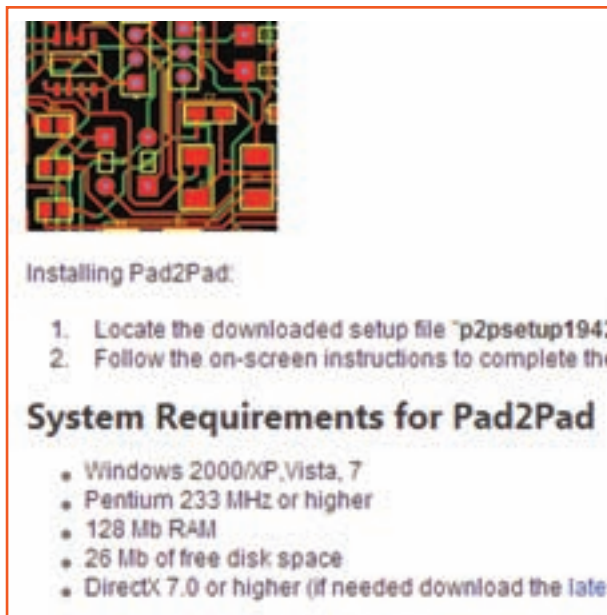 Installing Pad2Pad:
1. Locate the downloaded setup file "p2psetup1942
2. Follow the on-screen instructions to complete the
System Requirements for Pad2Pad
• Windows 2000/XP,Vista, 7
• Pentium 233 MHz or higher
• 128 Mb RAM
• 26 Mb of free disk space
• DirectX 7.0 or higher (if needed download the late